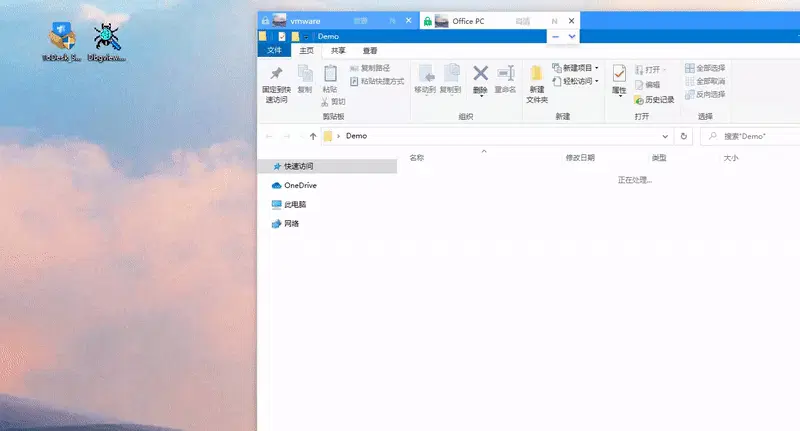 vmware
Office PC
ToDesk_S...
Dbgview....
Demo
文件 主页 共享 查看
固定到快速访问
复制
粘贴
复制路径
粘贴快捷方式
剪切
移动到
复制到
删除
重命名
新建文件夹
新建项目
轻松访问
属性
打开
编辑
历史记录
全部选择
全部取消
反向选择
剪贴板 组织 新建 打开 选择
Demo
搜索"Demo"
名称 修改日期 类型 大小
正在处理...
快速访问
OneDrive
此电脑
网络